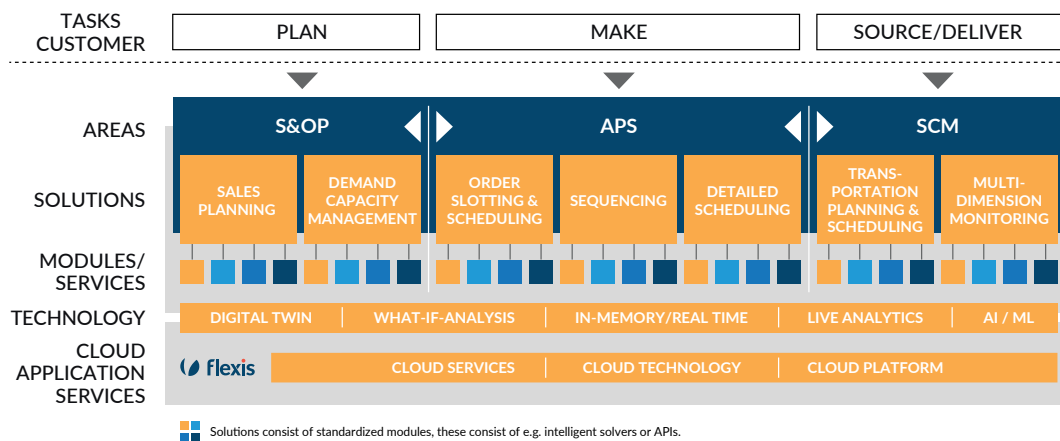 TASKS
CUSTOMER
PLAN
MAKE
SOURCE/DELIVER
AREAS
S&OP
APS
SCM
SOLUTIONS
SALES
PLANNING
DEMAND
CAPACITY
MANAGEMENT
ORDER
SLOTTING &
SCHEDULING
SEQUENCING
DETAILED
SCHEDULING
TRANS-
PORTATION
PLANNING &
SCHEDULING
MULTI-
DIMENSION
MONITORING
MODULES/
SERVICES
TECHNOLOGY
DIGITAL TWIN
WHAT-IF-ANALYSIS
IN-MEMORY/REAL TIME
LIVE ANALYTICS
AI / ML
CLOUD
APPLICATION
SERVICES
flexis
CLOUD SERVICES
CLOUD TECHNOLOGY
CLOUD PLATFORM
Solutions consist of standardized modules, these consist of e.g. intelligent solvers or APIs.